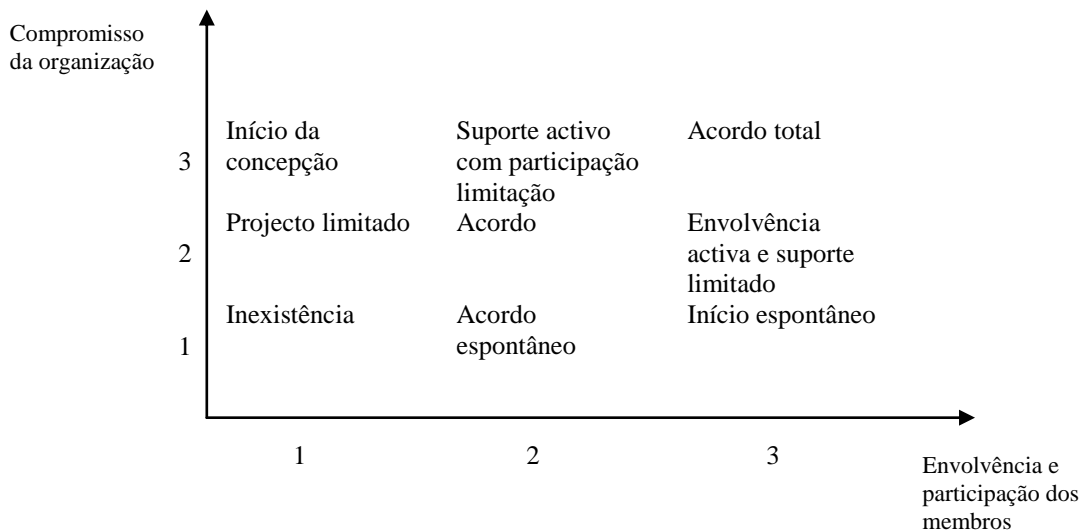 Compromisso
da organização
Início da
concepção
Suporte activo
com participação
limitação
Acordo total
3
Projecto limitado
Acordo
Envolvência
activa e suporte
limitado
2
Inexistência
Acordo
espontâneo
Início espontâneo
1
1
2
3
Envolvência e
participação dos
membros